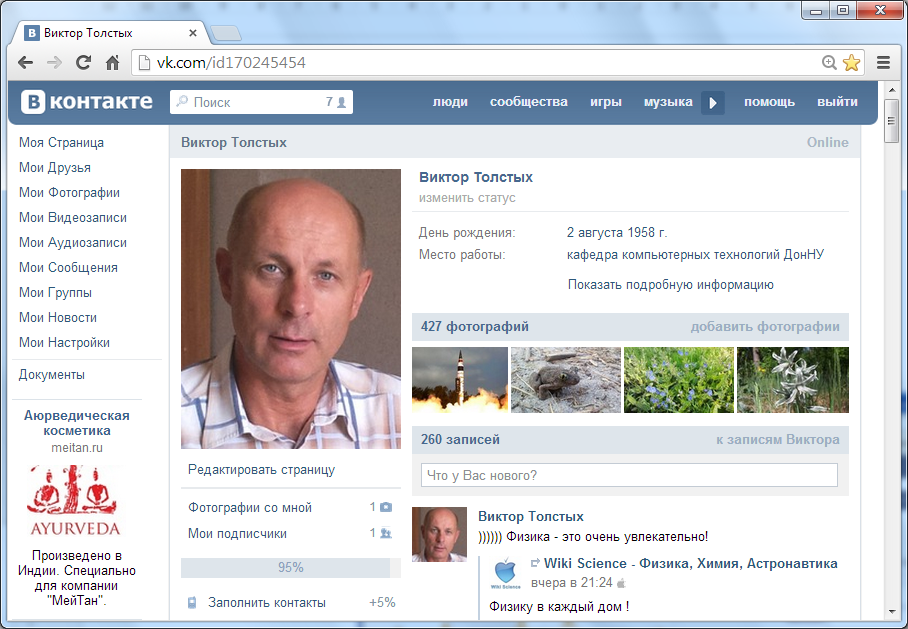 Виктор Толстых
vk.com/id170245454
В контакте
Поиск 7
люди сообщества игры музыка помощь выйти
Моя Страница
Мои Друзья
Мои Фотографии
Мои Видеозаписи
Мои Аудиозаписи
Мои Сообщения
Мои Группы
Мои Новости
Мои Настройки
Документы
Аюрведическая
косметика
meitan.ru
AYURVEDA
Произведено в
Индии. Специально
для компании
"МейТан".
Виктор Толстых Online
Редактировать страницу
Фотографии со мной 1
Мои подписчики 1
95%
Заполнить контакты +5%
Виктор Толстых
изменить статус
День рождения: 2 августа 1958 г.
Место работы: кафедра компьютерных технологий ДонНУ
Показать подробную информацию
427 фотографий добавить фотографии
260 записей к записям Виктора
Что у Вас нового?
Виктор Толстых
)))))) Физика - это очень увлекательно!
Wiki Science - Физика, Химия, Астронавтика
вчера в 21:24
Wiki Science
Физику в каждый дом !